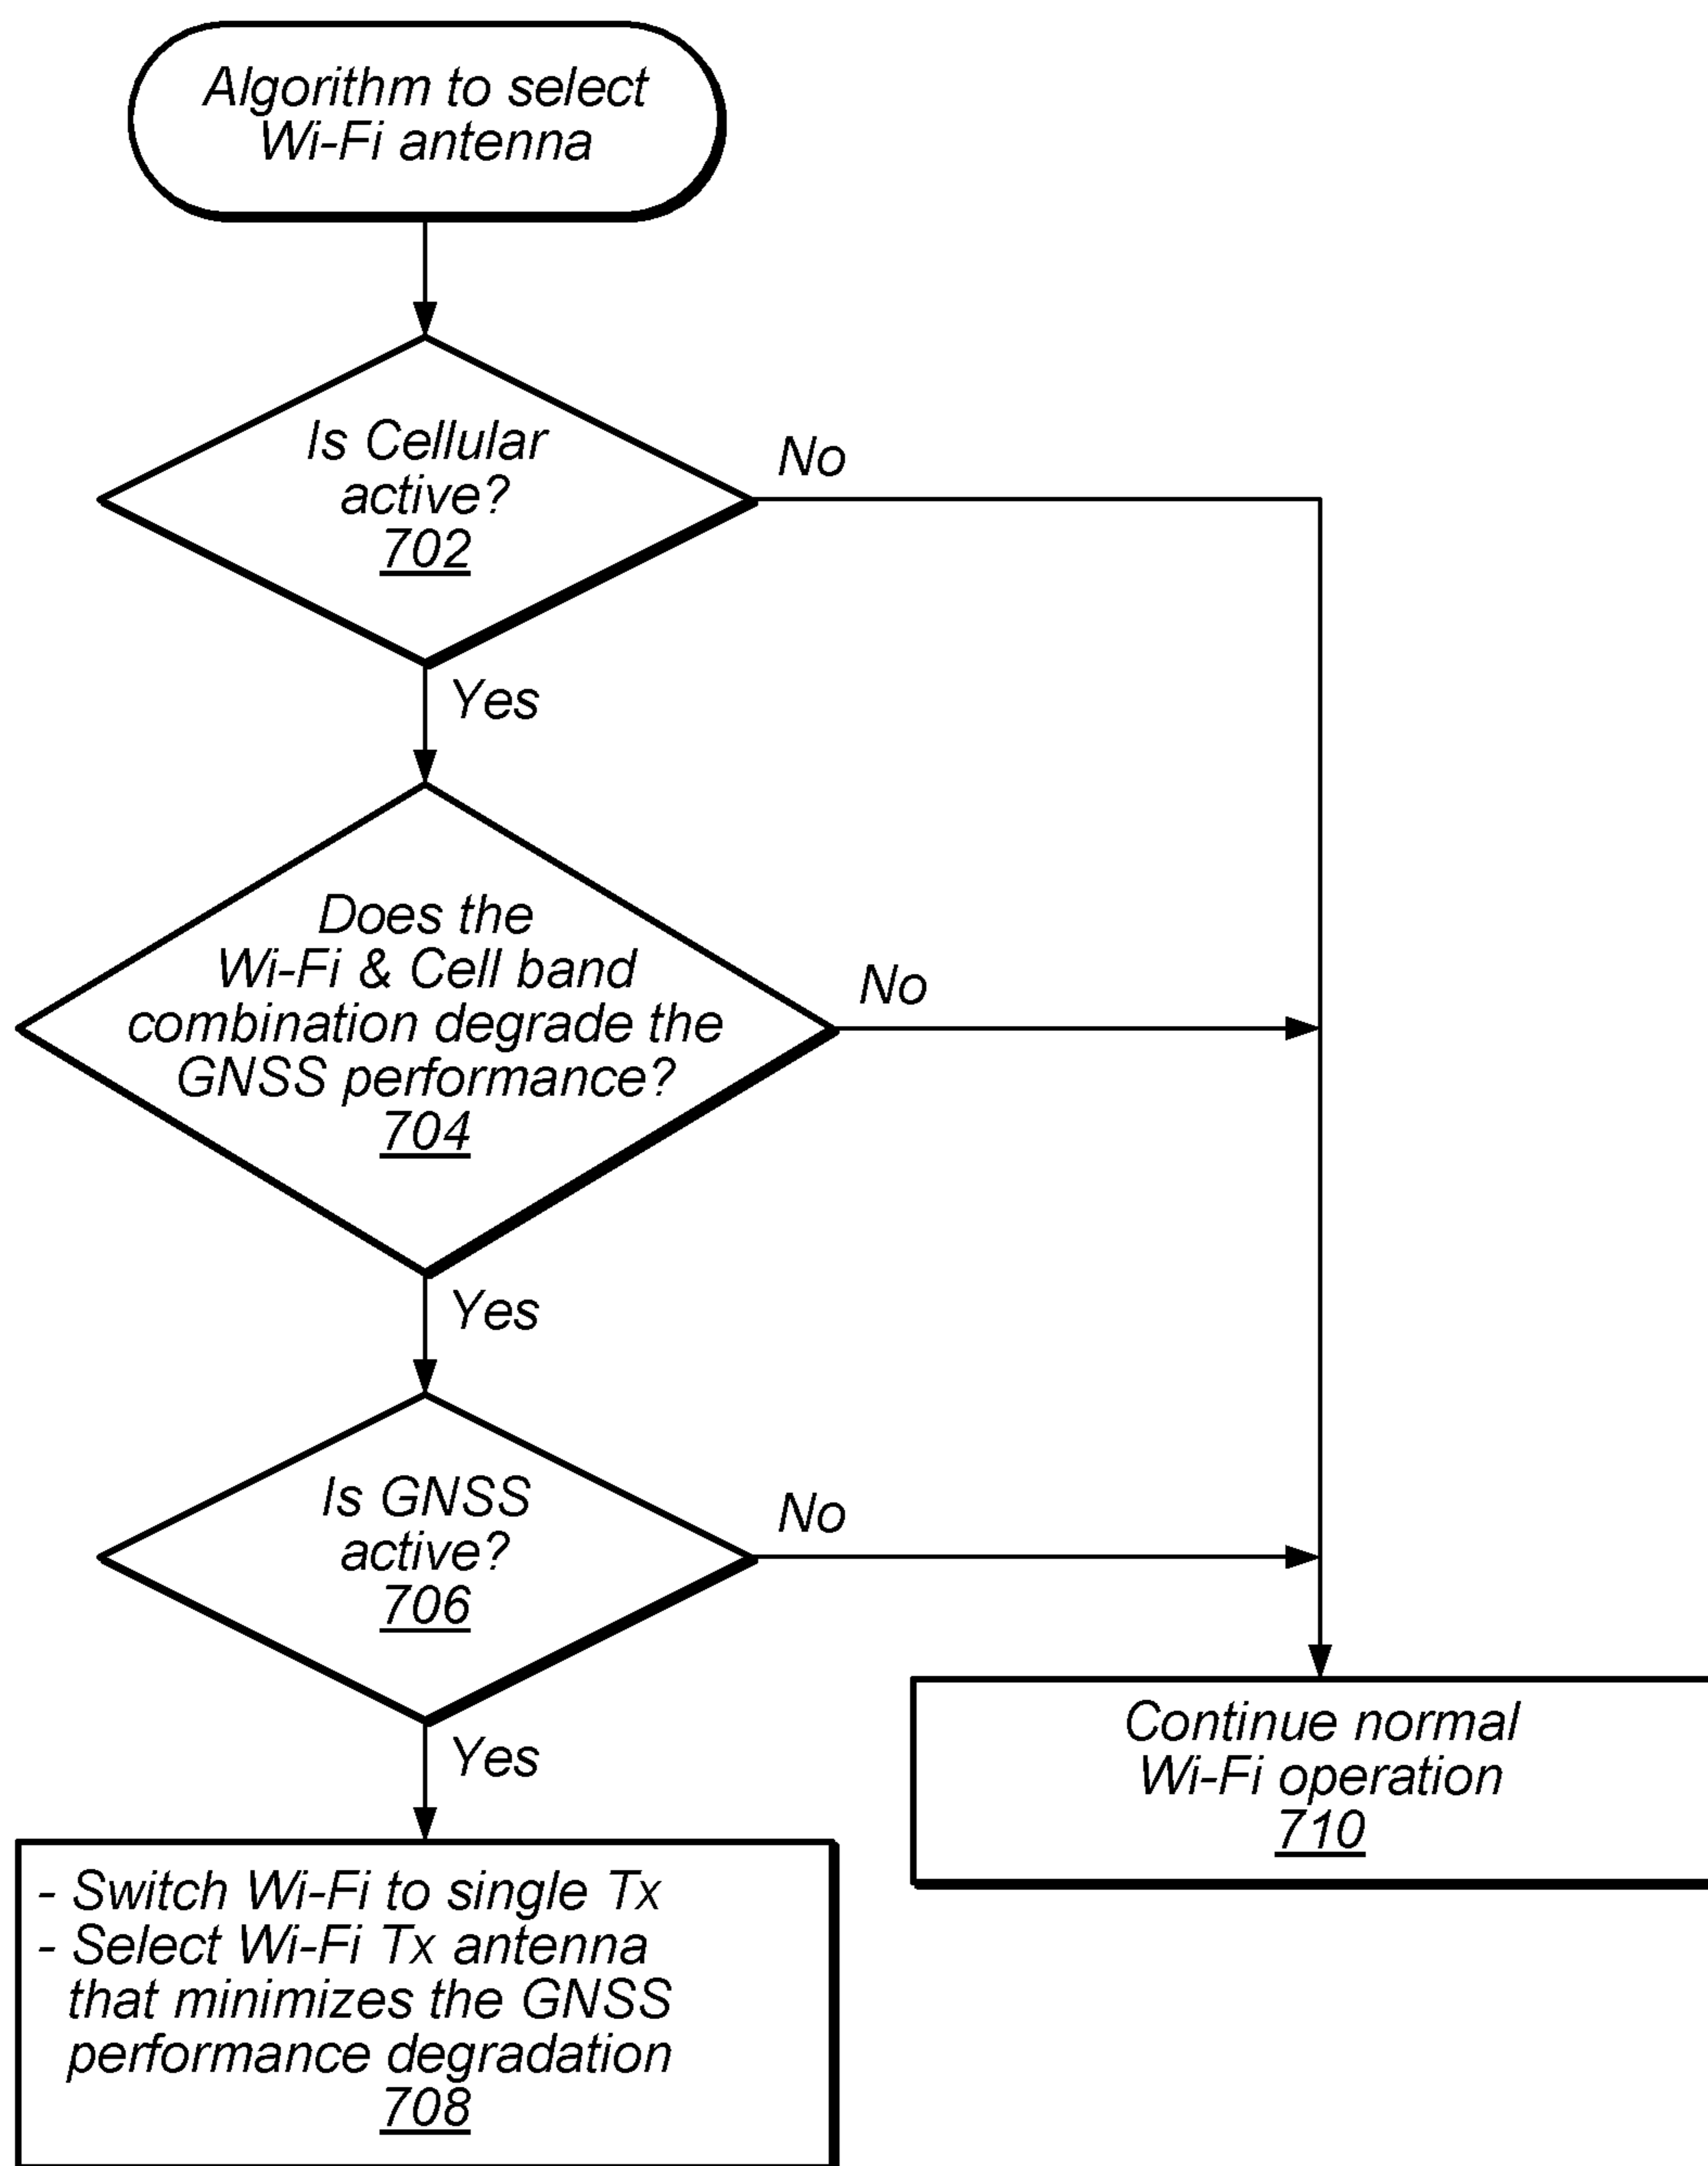 Algorithm to select
Wi-Fi antenna
Is Cellular
active?
702
No
Yes
Does the
Wi-Fi & Cell band
combination degrade the
GNSS performance?
704
No
Yes
Is GNSS
active?
706
No
Yes
Continue normal
Wi-Fi operation
710
- Switch Wi-Fi to single Tx
- Select Wi-Fi Tx antenna
that minimizes the GNSS
performance degradation
708